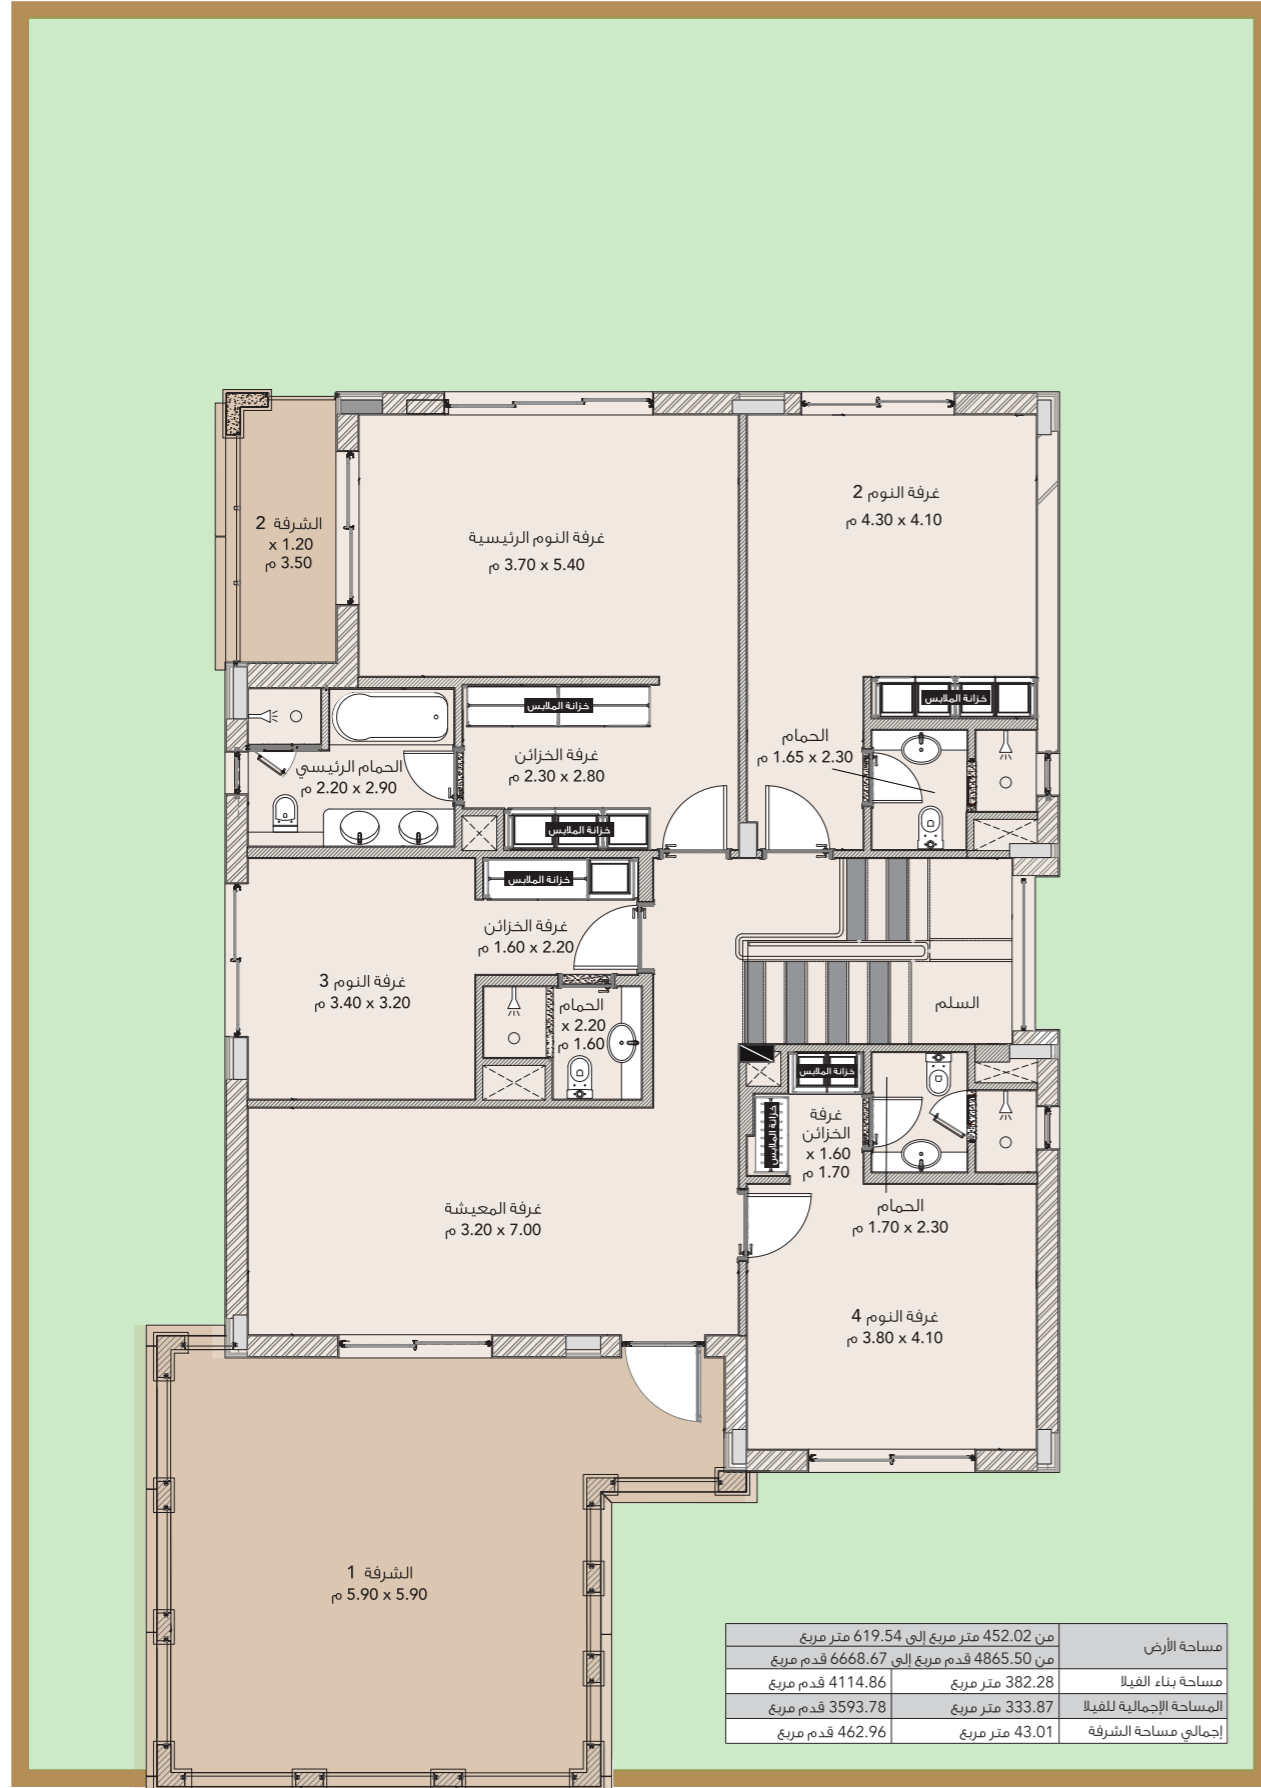 غرفة النوم 2
4.30 x 4.10 م
الشرفة 2
1.20 x
3.50 م
غرفة النوم الرئيسية
3.70 x 5.40 م
خزانة الملابس
خزانة الملابس
الحمام
1.65 x 2.30 م
غرفة الخزائن
2.30 x 2.80 م
الحمام الرئيسي
2.20 x 2.90 م
خزانة الملابس
خزانة الملابس
غرفة الخزائن
1.60 x 2.20 م
غرفة النوم 3
3.40 x 3.20 م
الحمام
2.20 x
1.60 م
السلم
خزانة الملابس
خزانة الملابس
غرفة
الخزائن
1.60 x
1.70 م
غرفة المعيشة
3.20 x 7.00 م
الحمام
1.70 x 2.30 م
غرفة النوم 4
3.80 x 4.10 م
الشرفة 1
5.90 x 5.90 م
مساحة الأرض من 452.02 متر مربع إلى 619.54 متر مربع
من 4865.50 قدم مربع إلى 6668.67 قدم مربع
مساحة بناء الفيلا 382.28 متر مربع 4114.86 قدم مربع
المساحة الإجمالية للفيلا 333.87 متر مربع 3593.78 قدم مربع
إجمالي مساحة الشرفة 43.01 متر مربع 462.96 قدم مربع